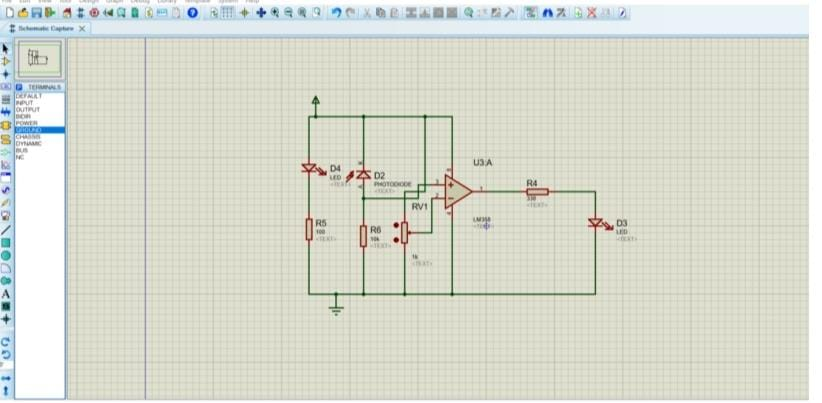 File Edit View Tool Design Graph Debug Library Template System Help
Schematic Capture X
TERMINALS
DEFAULT
INPUT
OUTPUT
BIDIR
POWER
GROUND
CHASSIS
DYNAMIC
BUS
NC
D4
LED
<TEXT>
D2
PHOTODIODE
<TEXT>
U3:A
3
2
1
LM358
<TEXT>
R4
330
<TEXT>
D3
LED
<TEXT>
R5
100
<TEXT>
R6
10k
<TEXT>
RV1
1k
<TEXT>